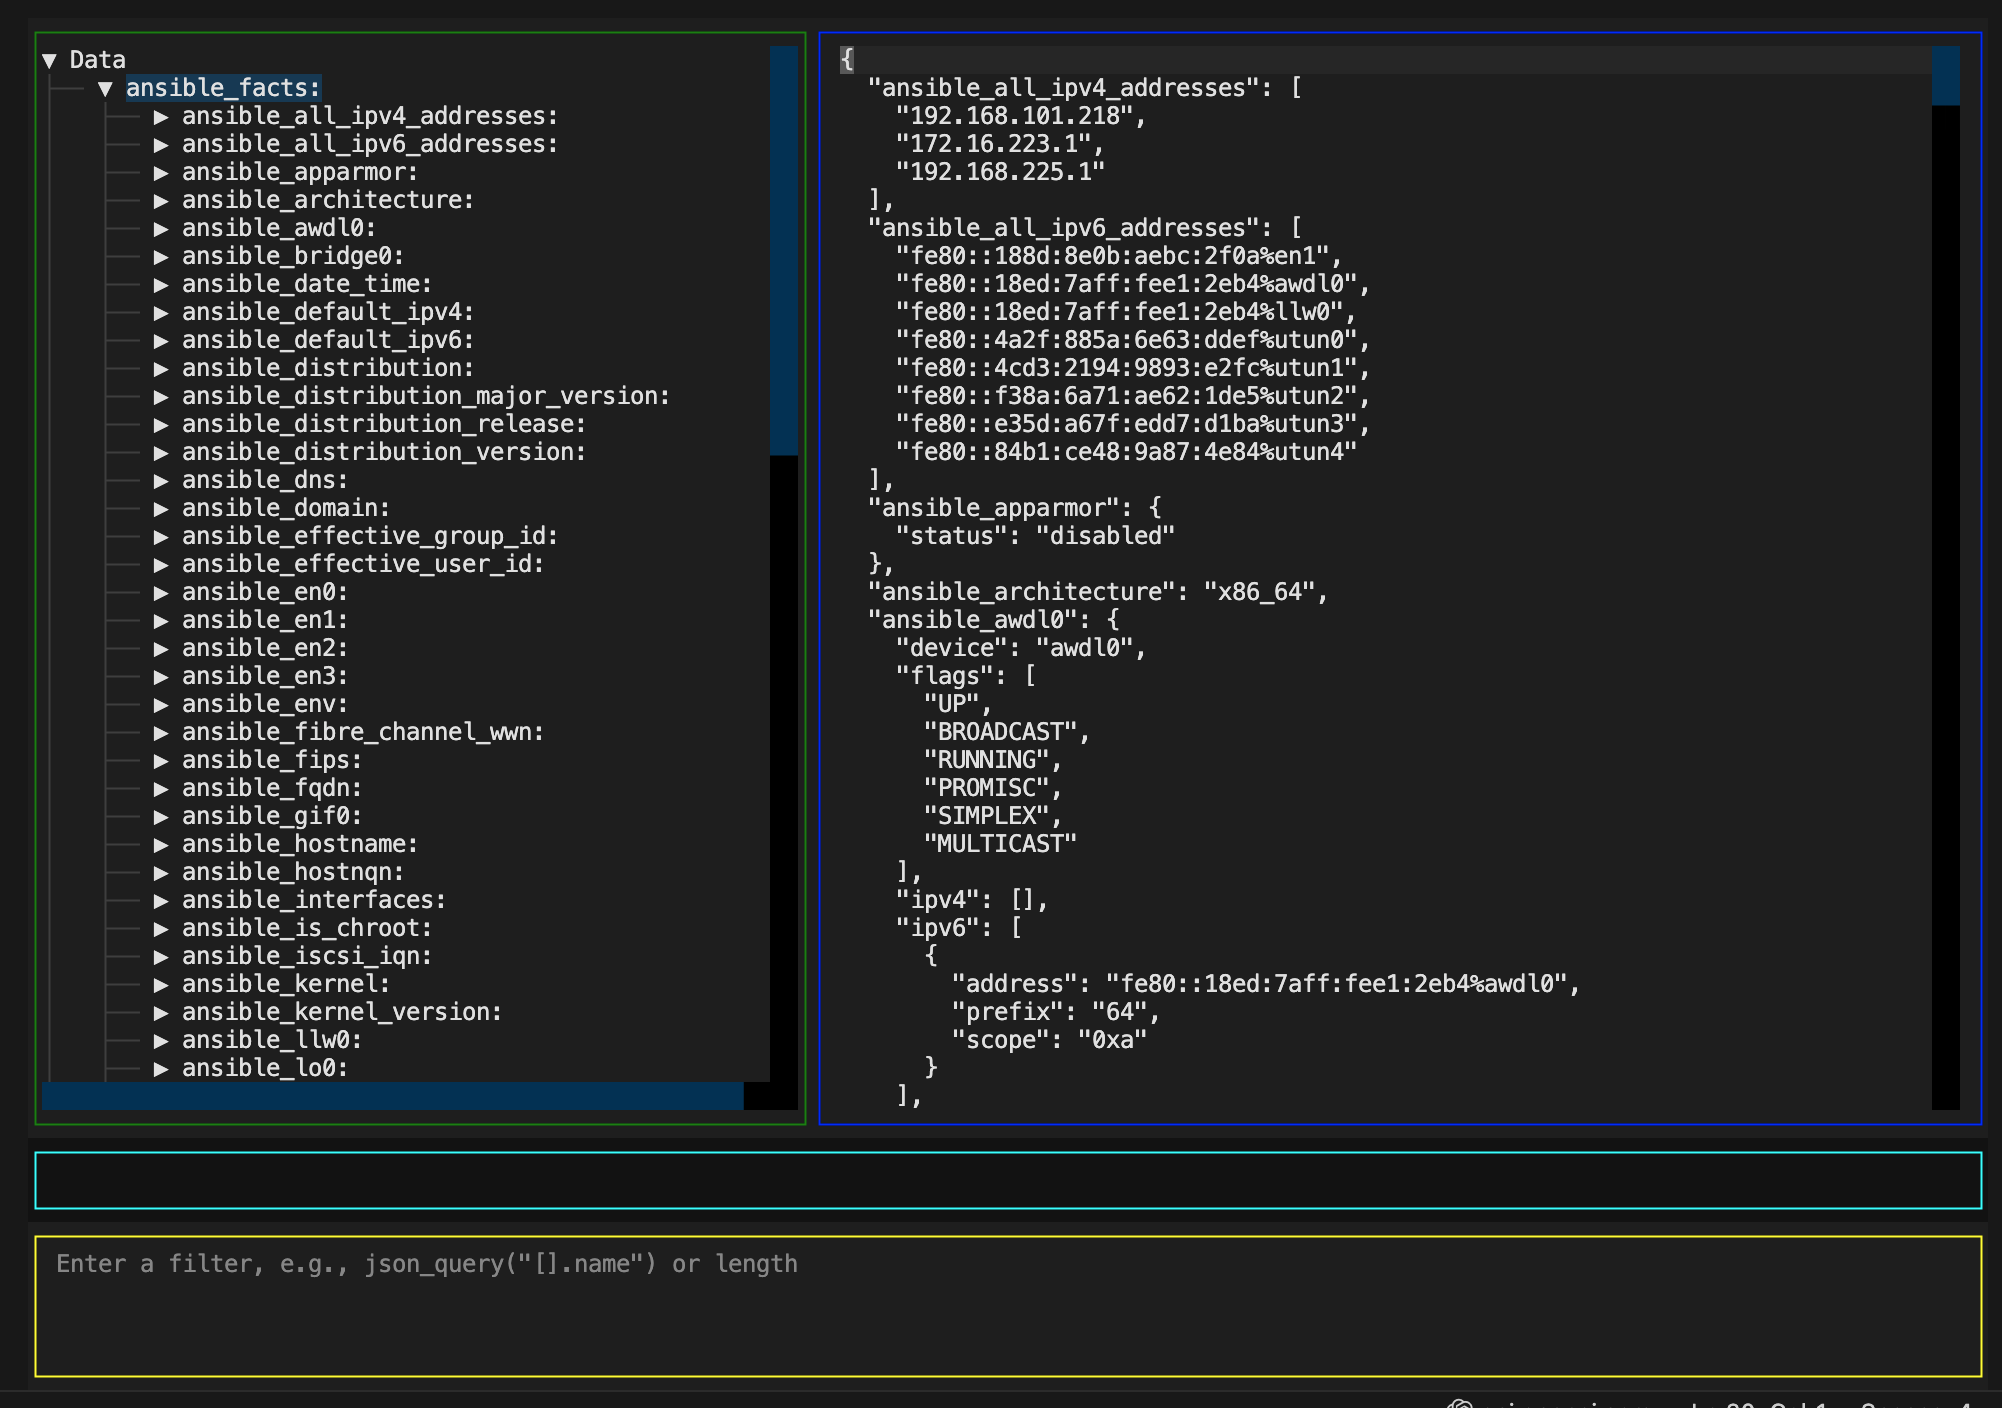 ▼ Data
▼ ansible_facts:
▶ ansible_all_ipv4_addresses:
▶ ansible_all_ipv6_addresses:
▶ ansible_apparmor:
▶ ansible_architecture:
▶ ansible_awdl0:
▶ ansible_bridge0:
▶ ansible_date_time:
▶ ansible_default_ipv4:
▶ ansible_default_ipv6:
▶ ansible_distribution:
▶ ansible_distribution_major_version:
▶ ansible_distribution_release:
▶ ansible_distribution_version:
▶ ansible_dns:
▶ ansible_domain:
▶ ansible_effective_group_id:
▶ ansible_effective_user_id:
▶ ansible_en0:
▶ ansible_en1:
▶ ansible_en2:
▶ ansible_en3:
▶ ansible_env:
▶ ansible_fibre_channel_wwn:
▶ ansible_fips:
▶ ansible_fqdn:
▶ ansible_gif0:
▶ ansible_hostname:
▶ ansible_hostnqn:
▶ ansible_interfaces:
▶ ansible_is_chroot:
▶ ansible_iscsi_iqn:
▶ ansible_kernel:
▶ ansible_kernel_version:
▶ ansible_llw0:
▶ ansible_lo0:
{
"ansible_all_ipv4_addresses": [
"192.168.101.218",
"172.16.223.1",
"192.168.225.1"
],
"ansible_all_ipv6_addresses": [
"fe80::188d:8e0b:aebc:2f0a%en1",
"fe80::18ed:7aff:fee1:2eb4%awdl0",
"fe80::18ed:7aff:fee1:2eb4%llw0",
"fe80::4a2f:885a:6e63:ddef%utun0",
"fe80::4cd3:2194:9893:e2fc%utun1",
"fe80::f38a:6a71:ae62:1de5%utun2",
"fe80::e35d:a67f:edd7:d1ba%utun3",
"fe80::84b1:ce48:9a87:4e84%utun4"
],
"ansible_apparmor": {
"status": "disabled"
},
"ansible_architecture": "x86_64",
"ansible_awdl0": {
"device": "awdl0",
"flags": [
"UP",
"BROADCAST",
"RUNNING",
"PROMISC",
"SIMPLEX",
"MULTICAST"
],
"ipv4": [],
"ipv6": [
{
"address": "fe80::18ed:7aff:fee1:2eb4%awdl0",
"prefix": "64",
"scope": "0xa"
}
],
Enter a filter, e.g., json_query("[].name") or length